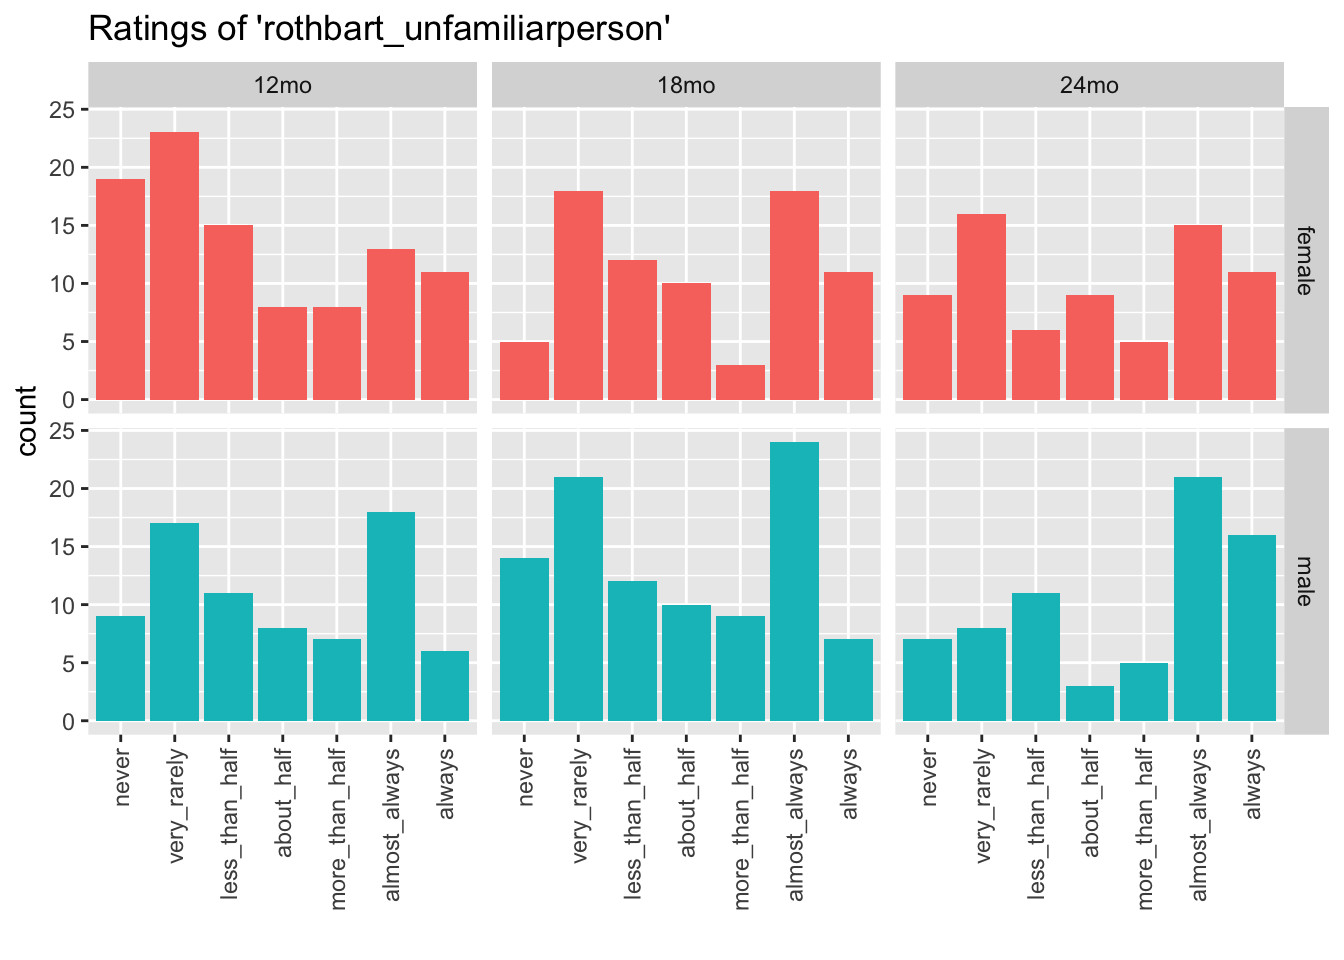 Ratings of 'rothbart_unfamiliarperson'
12mo 18mo 24mo
25
20
15
10
5
0
female
count
25
20
15
10
5
0
male
never very_rarely less_than_half about_half more_than_half almost_always always
never very_rarely less_than_half about_half more_than_half almost_always always
never very_rarely less_than_half about_half more_than_half almost_always always